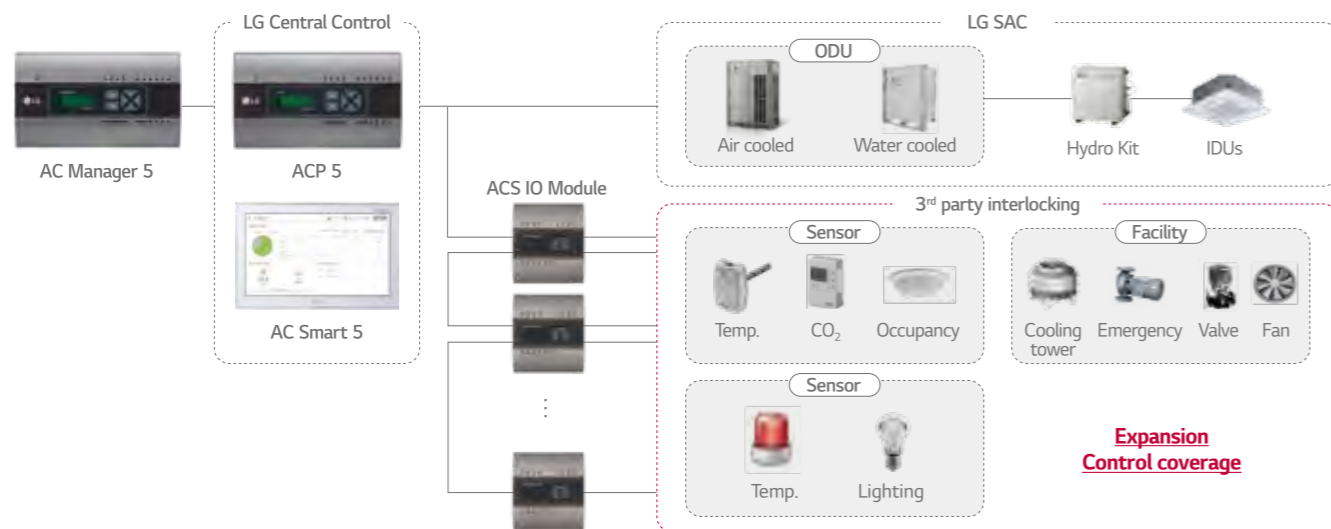 LG Central Control
LG SAC
ODU
LG
LG
Air cooled
Water cooled
Hydro Kit
IDUs
AC Manager 5
ACP 5
ACS IO Module
3rd party interlocking
Sensor
Facility
AC Smart 5
Temp.
CO2
Occupancy
Cooling
tower
Emergency
Valve
Fan
Sensor
Temp.
Lighting
Expansion
Control coverage